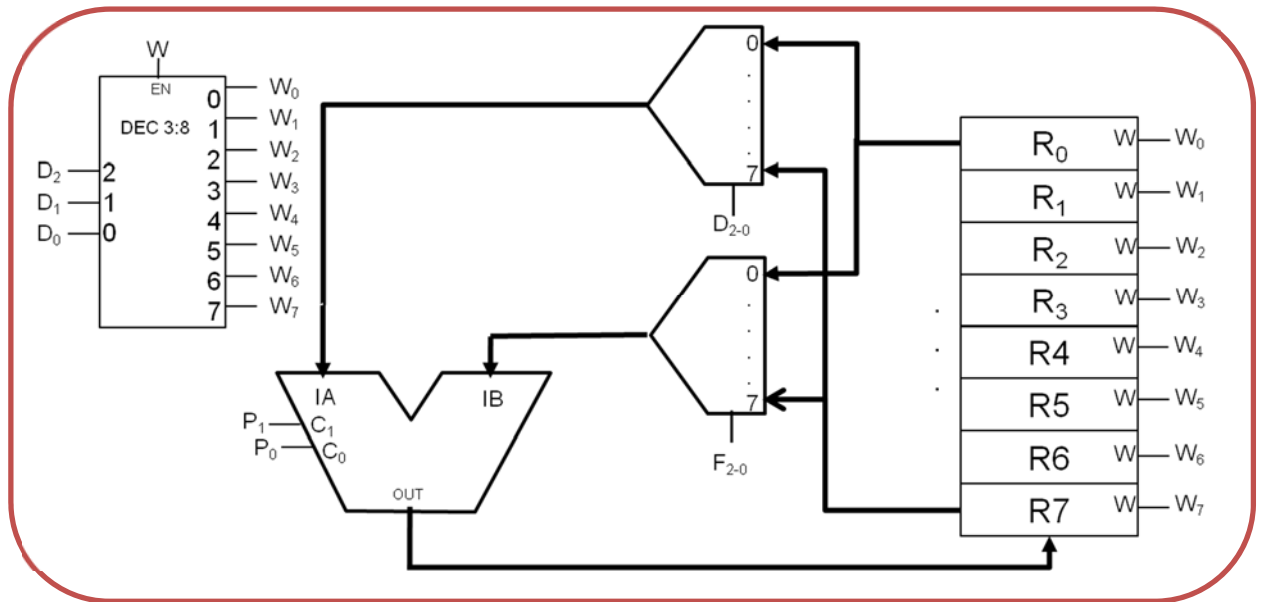 W
EN
DEC 3:8
D₂ 2
D₁ 1
D₀ 0
0 W₀
1 W₁
2 W₂
3 W₃
4 W₄
5 W₅
6 W₆
7 W₇
0
7
D₂₋₀
0
7
F₂₋₀
IA
IB
P₁ C₁
P₀ C₀
OUT
R₀ W W₀
R₁ W W₁
R₂ W W₂
R₃ W W₃
R4 W W₄
R5 W W₅
R6 W W₆
R7 W W₇